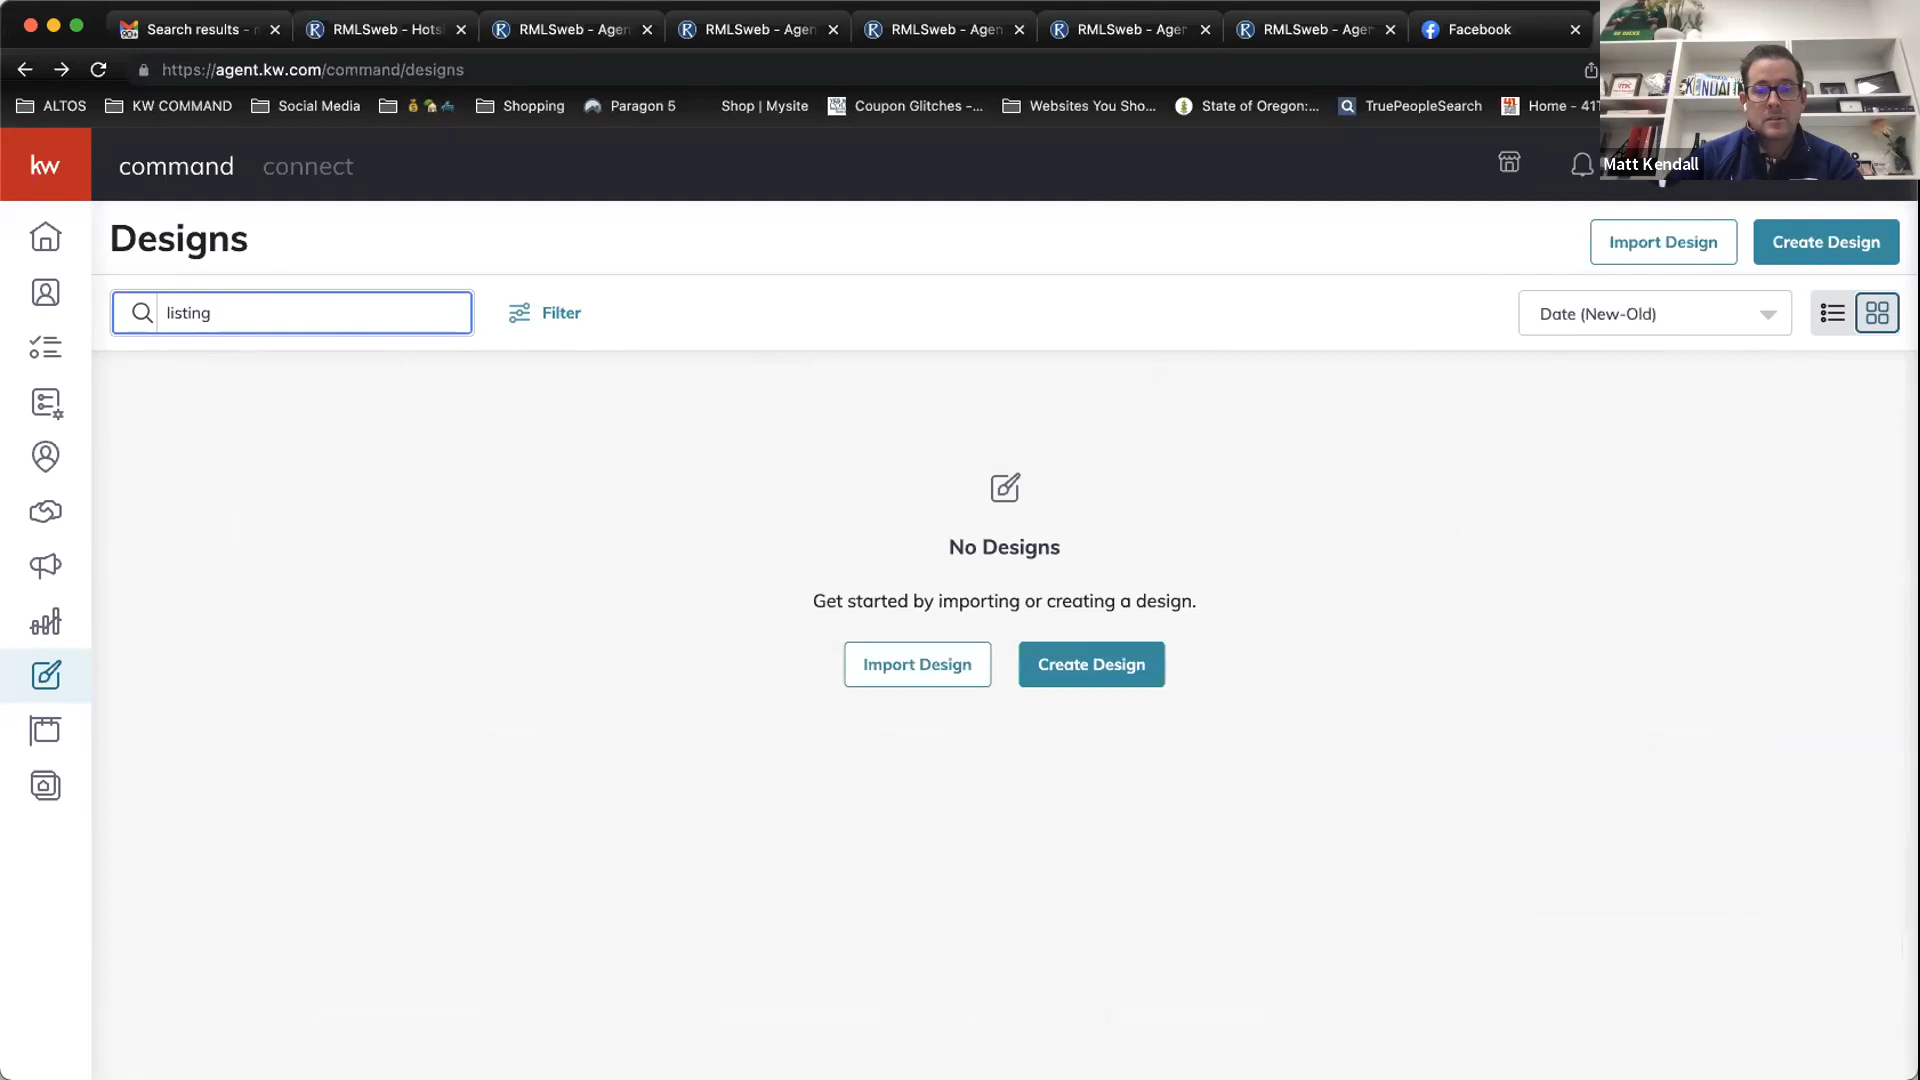 Search results -
RMLSweb - Hots
RMLSweb - Agen
RMLSweb - Agen
RMLSweb - Agen
RMLSweb - Agen
RMLSweb - Agen
Facebook
https://agent.kw.com/command/designs
ALTOS
KW COMMAND
Social Media
Shopping
Paragon 5
Shop | Mysite
Coupon Glitches -...
Websites You Sho...
State of Oregon:...
TruePeopleSearch
Home - 411
Matt Kendall
kw
command
connect
Designs
Import Design
Create Design
listing
Filter
Date (New-Old)
No Designs
Get started by importing or creating a design.
Import Design
Create Design